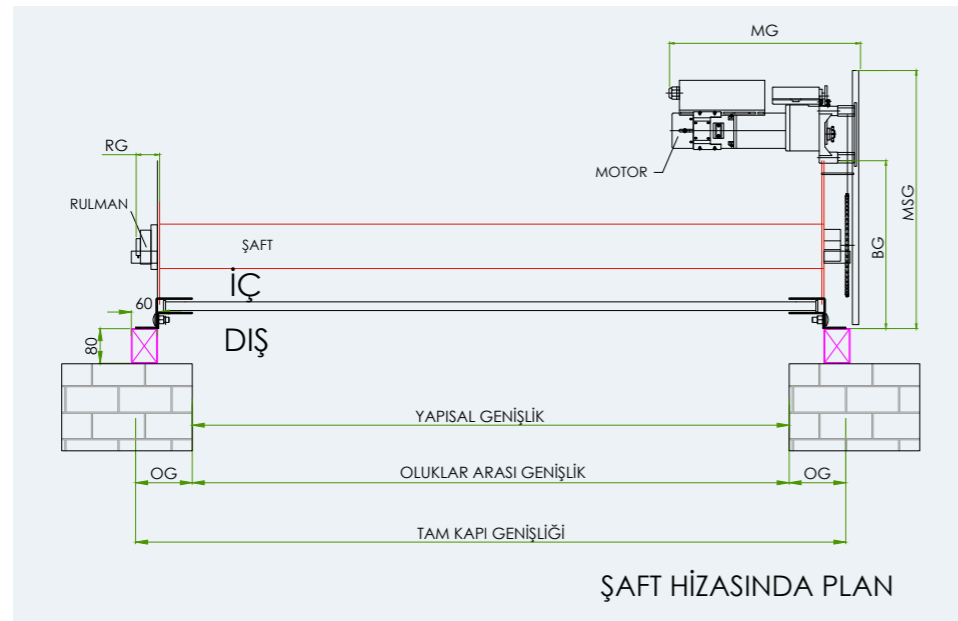 MG
RG
MOTOR
RULMAN
MSG
BG
ŞAFT
İÇ
60
DIŞ
80
YAPISAL GENİŞLİK
OG
OLUKLAR ARASI GENİŞLİK
OG
TAM KAPI GENİŞLİĞİ
ŞAFT HİZASINDA PLAN